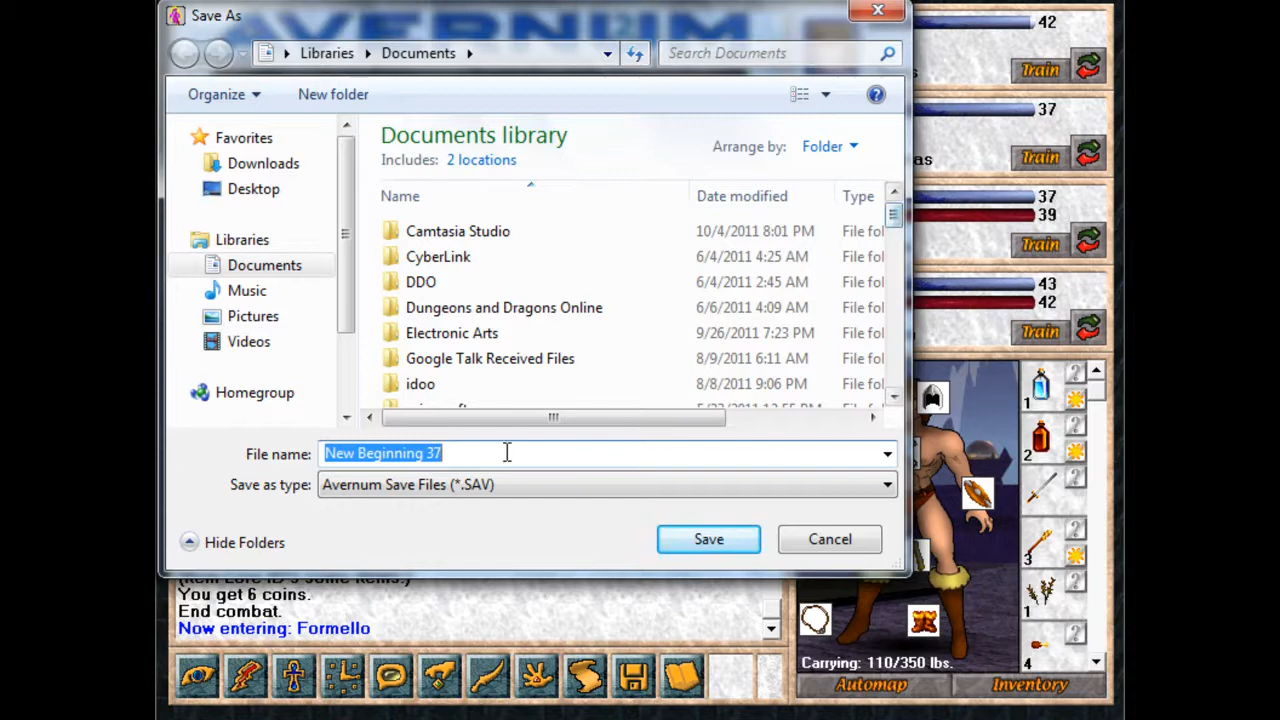 Save As
AVERNUM
Libraries Documents
Search Documents
Organize New folder
Favorites
Downloads
Desktop
Libraries
Documents
Music
Pictures
Videos
Homegroup
Documents library
Includes: 2 locations
Arrange by: Folder
Name Date modified Type
Camtasia Studio 10/4/2011 8:01 PM File fol
CyberLink 6/4/2011 4:25 AM File fol
DDO 6/4/2011 2:45 AM File fol
Dungeons and Dragons Online 6/6/2011 4:09 AM File fol
Electronic Arts 9/26/2011 7:23 PM File fol
Google Talk Received Files 8/9/2011 6:11 AM File fol
idoo 8/8/2011 9:06 PM File fol
File name: New Beginning 37
Save as type: Avernum Save Files (*.SAV)
Hide Folders
Save Cancel
You get 6 coins.
End combat.
Now entering: Formello
42
Train
37
as
Train
37
39
Train
43
42
Train
1
2
3
1
4
Carrying: 110/350 lbs.
Automap Inventory